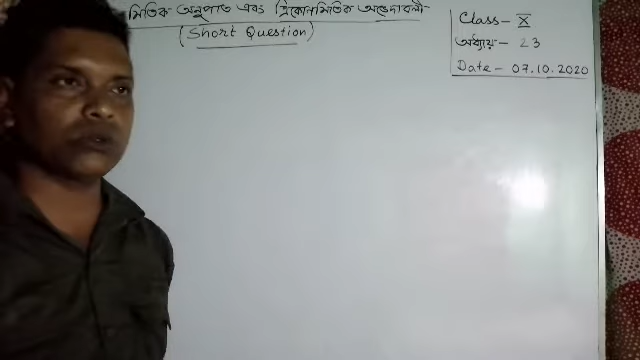 মিতিক অনুপাত এবং ত্রিকোণমিতিক অভেদাবলী
(Short Question)
Class - X
অধ্যায় - 23
Date - 07.10.2020